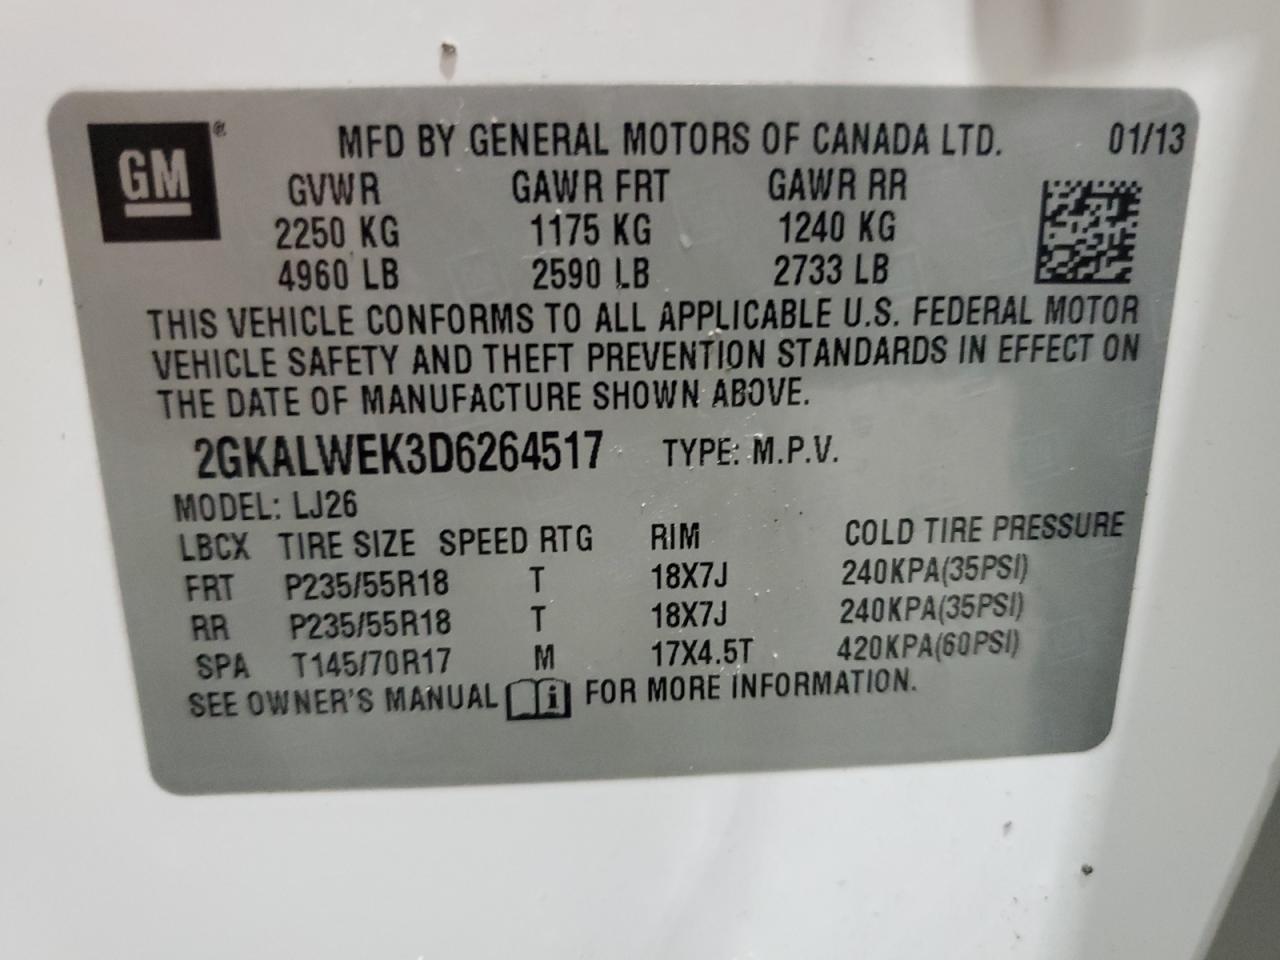 GM ®
MFD BY GENERAL MOTORS OF CANADA LTD. 01/13
GVWR GAWR FRT GAWR RR
2250 KG 1175 KG 1240 KG
4960 LB 2590 LB 2733 LB
THIS VEHICLE CONFORMS TO ALL APPLICABLE U.S. FEDERAL MOTOR
VEHICLE SAFETY AND THEFT PREVENTION STANDARDS IN EFFECT ON
THE DATE OF MANUFACTURE SHOWN ABOVE.
2GKALWEK3D6264517 TYPE: M.P.V.
MODEL: LJ26
LBCX TIRE SIZE SPEED RTG RIM COLD TIRE PRESSURE
FRT P235/55R18 T 18X7J 240KPA(35PSI)
RR P235/55R18 T 18X7J 240KPA(35PSI)
SPA T145/70R17 M 17X4.5T 420KPA(60PSI)
SEE OWNER'S MANUAL i FOR MORE INFORMATION.